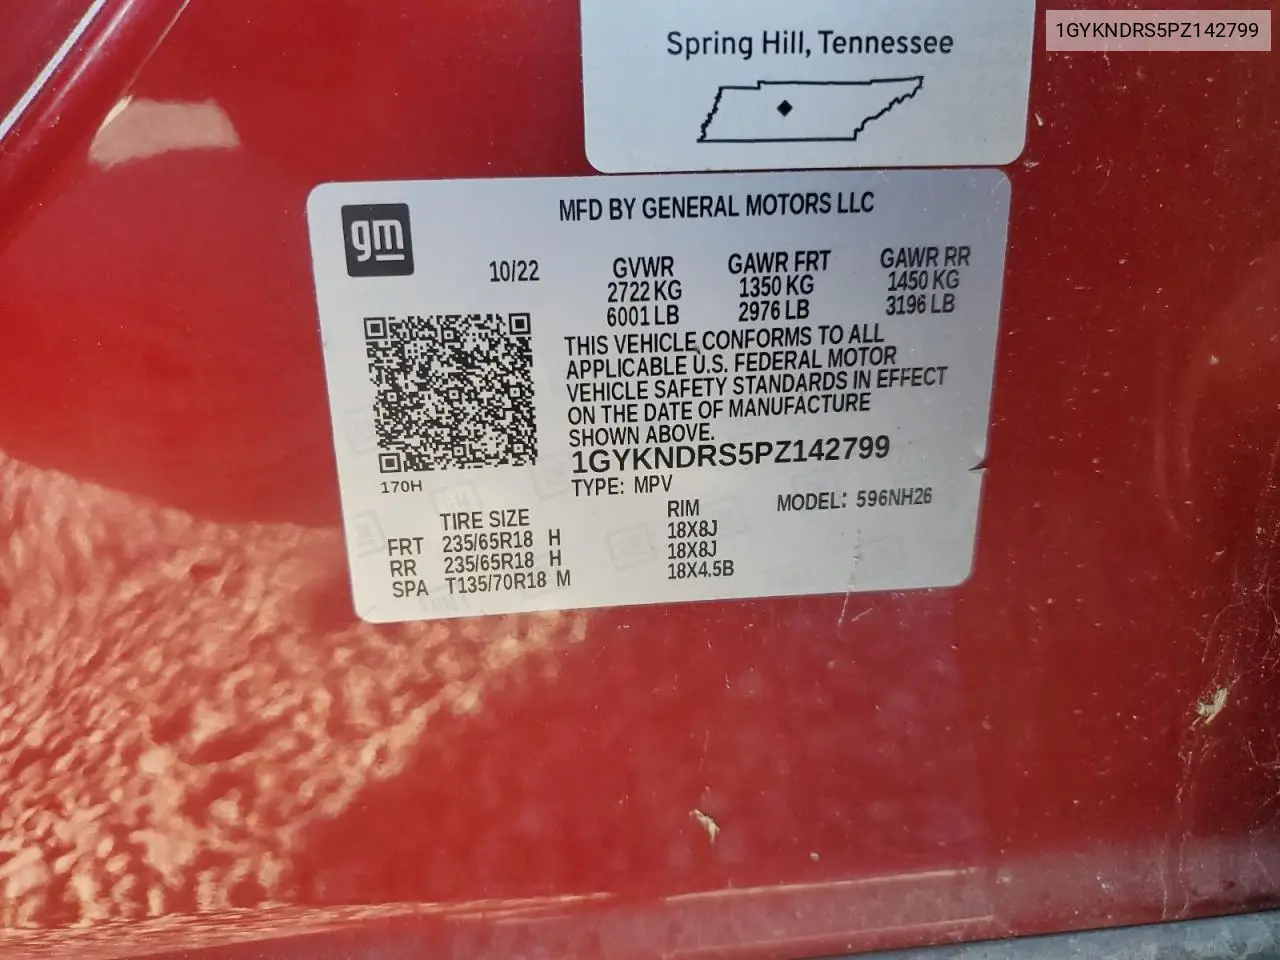 1GYKNDRS5PZ142799
Spring Hill, Tennessee
gm
MFD BY GENERAL MOTORS LLC
10/22
GVWR GAWR FRT GAWR RR
2722 KG 1350 KG 1450 KG
6001 LB 2976 LB 3196 LB
THIS VEHICLE CONFORMS TO ALL
APPLICABLE U.S. FEDERAL MOTOR
VEHICLE SAFETY STANDARDS IN EFFECT
ON THE DATE OF MANUFACTURE
SHOWN ABOVE.
1GYKNDRS5PZ142799
170H
TYPE: MPV MODEL: 596NH26
TIRE SIZE RIM
FRT 235/65R18 H 18X8J
RR 235/65R18 H 18X8J
SPA T135/70R18 M 18X4.5B